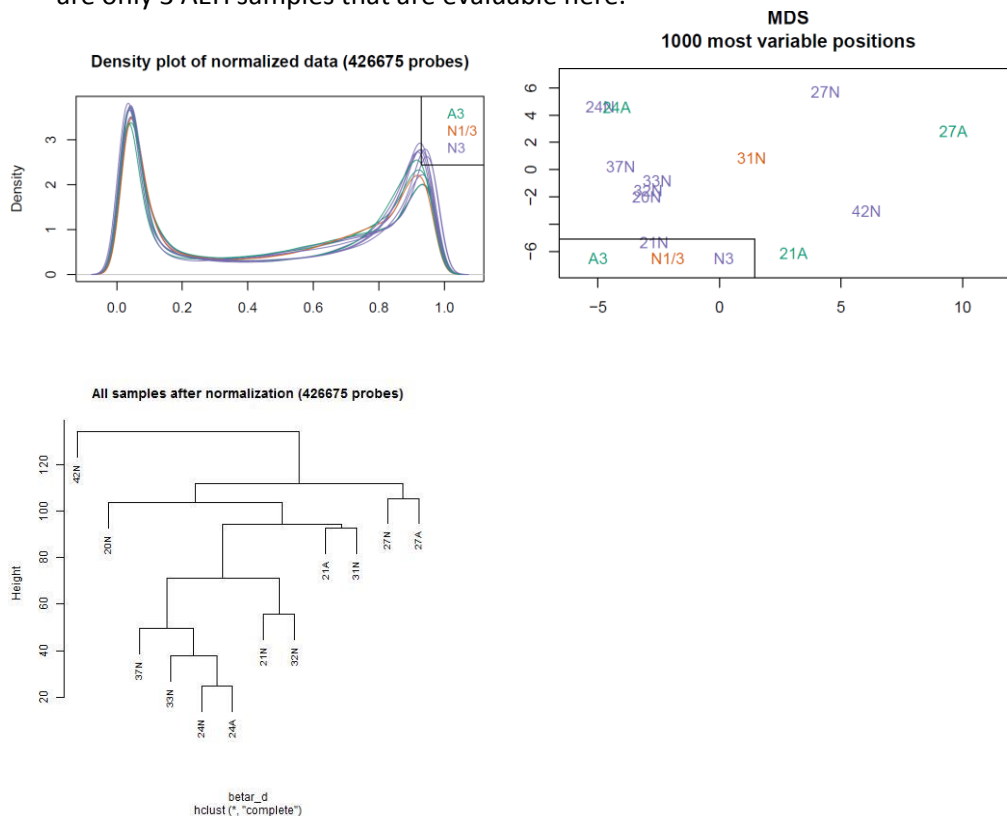 are only 3 AEH samples that are evaluable here.
Density plot of normalized data (426675 probes)
A3
N1/3
N3
Density
3
2
1
0
0.0 0.2 0.4 0.6 0.8 1.0
MDS
1000 most variable positions
6
4
2
0
−2
−6
24N 24A
27N
27A
31N
37N
33N
32N
20N
42N
21N
21A
A3 N1/3 N3
−5 0 5 10
All samples after normalization (426675 probes)
Height
120
100
80
60
40
20
42N
20N
27N
27A
21A
31N
37N
21N
32N
33N
24N
24A
betar_d
hclust (*, "complete")